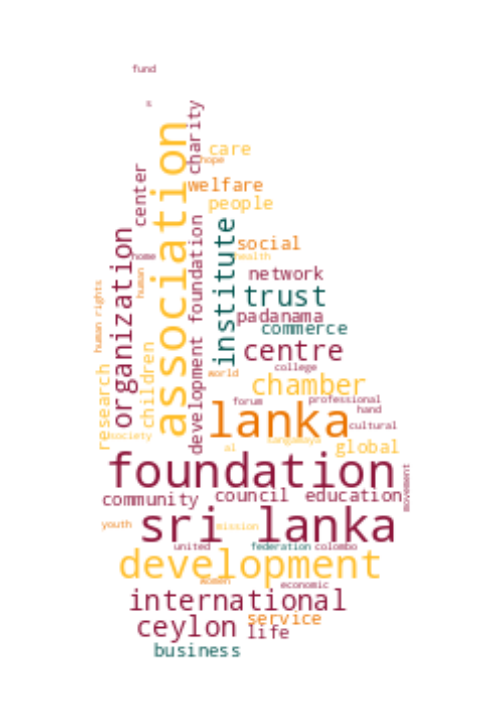 fund
s
charity
association
care
hope
center
welfare
people
organization
development foundation
institute
social
home
health
human
network
human rights
trust
padanama
commerce
children
centre
research
world
college
chamber
forum
professional
lanka
hand
cultural
society
sangamaya
al
global
foundation
movement
community
council
education
sri lanka
youth
mission
united
federation
colombo
development
women
economic
international
service
ceylon
life
business